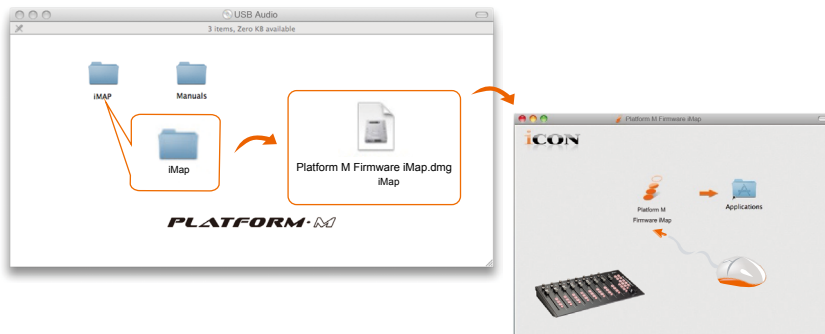 USB Audio
3 items, Zero KB available
iMAP
Manuals
iMap
Platform M Firmware iMap.dmg
iMap
PLATFORM·M
Platform M Firmware iMap
iCON
Platform M
Firmware iMap
Applications